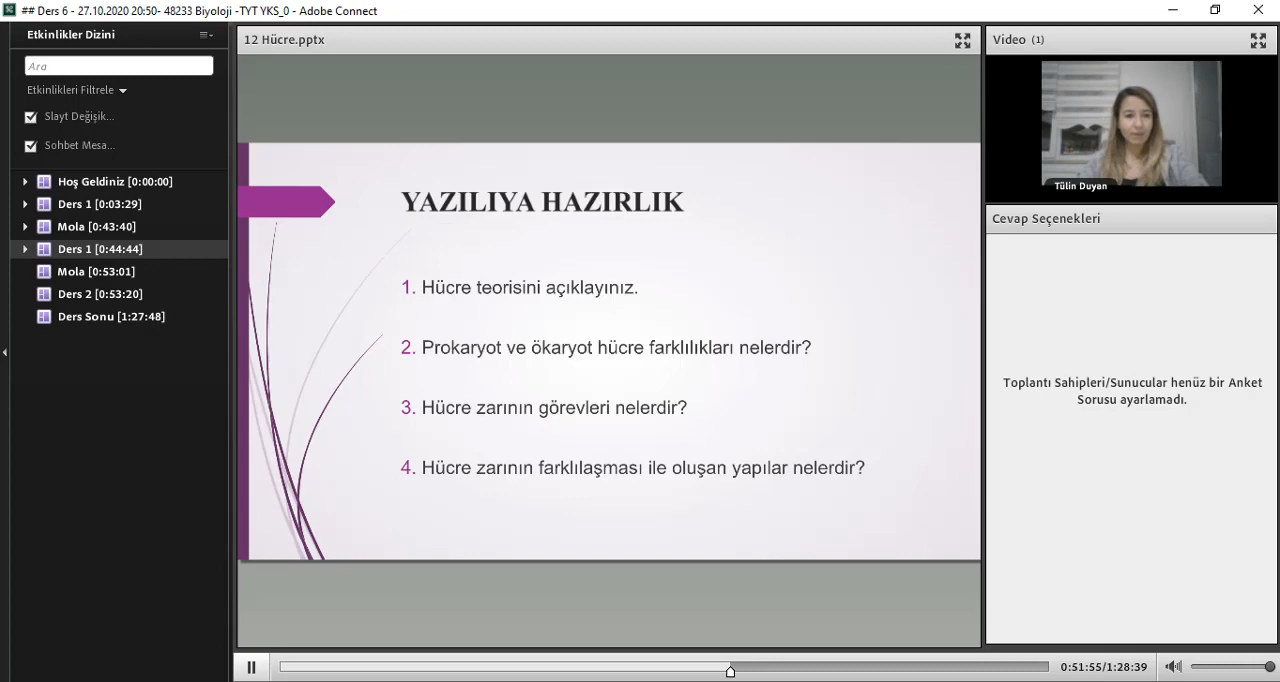 ## Ders 6 - 27.10.2020 20:50- 48233 Biyoloji -TYT YKS_0 - Adobe Connect
Etkinlikler Dizini
Ara
Etkinlikleri Filtrele
Slayt Değişik...
Sohbet Mesa...
Hoş Geldiniz [0:00:00]
Ders 1 [0:03:29]
Mola [0:43:40]
Ders 1 [0:44:44]
Mola [0:53:01]
Ders 2 [0:53:20]
Ders Sonu [1:27:48]
12 Hücre.pptx
YAZILIYA HAZIRLIK
1. Hücre teorisini açıklayınız.
2. Prokaryot ve ökaryot hücre farklılıkları nelerdir?
3. Hücre zarının görevleri nelerdir?
4. Hücre zarının farklılaşması ile oluşan yapılar nelerdir?
0:51:55/1:28:39
Video (1)
Tülin Duyan
Cevap Seçenekleri
Toplantı Sahipleri/Sunucular henüz bir Anket
Sorusu ayarlamadı.